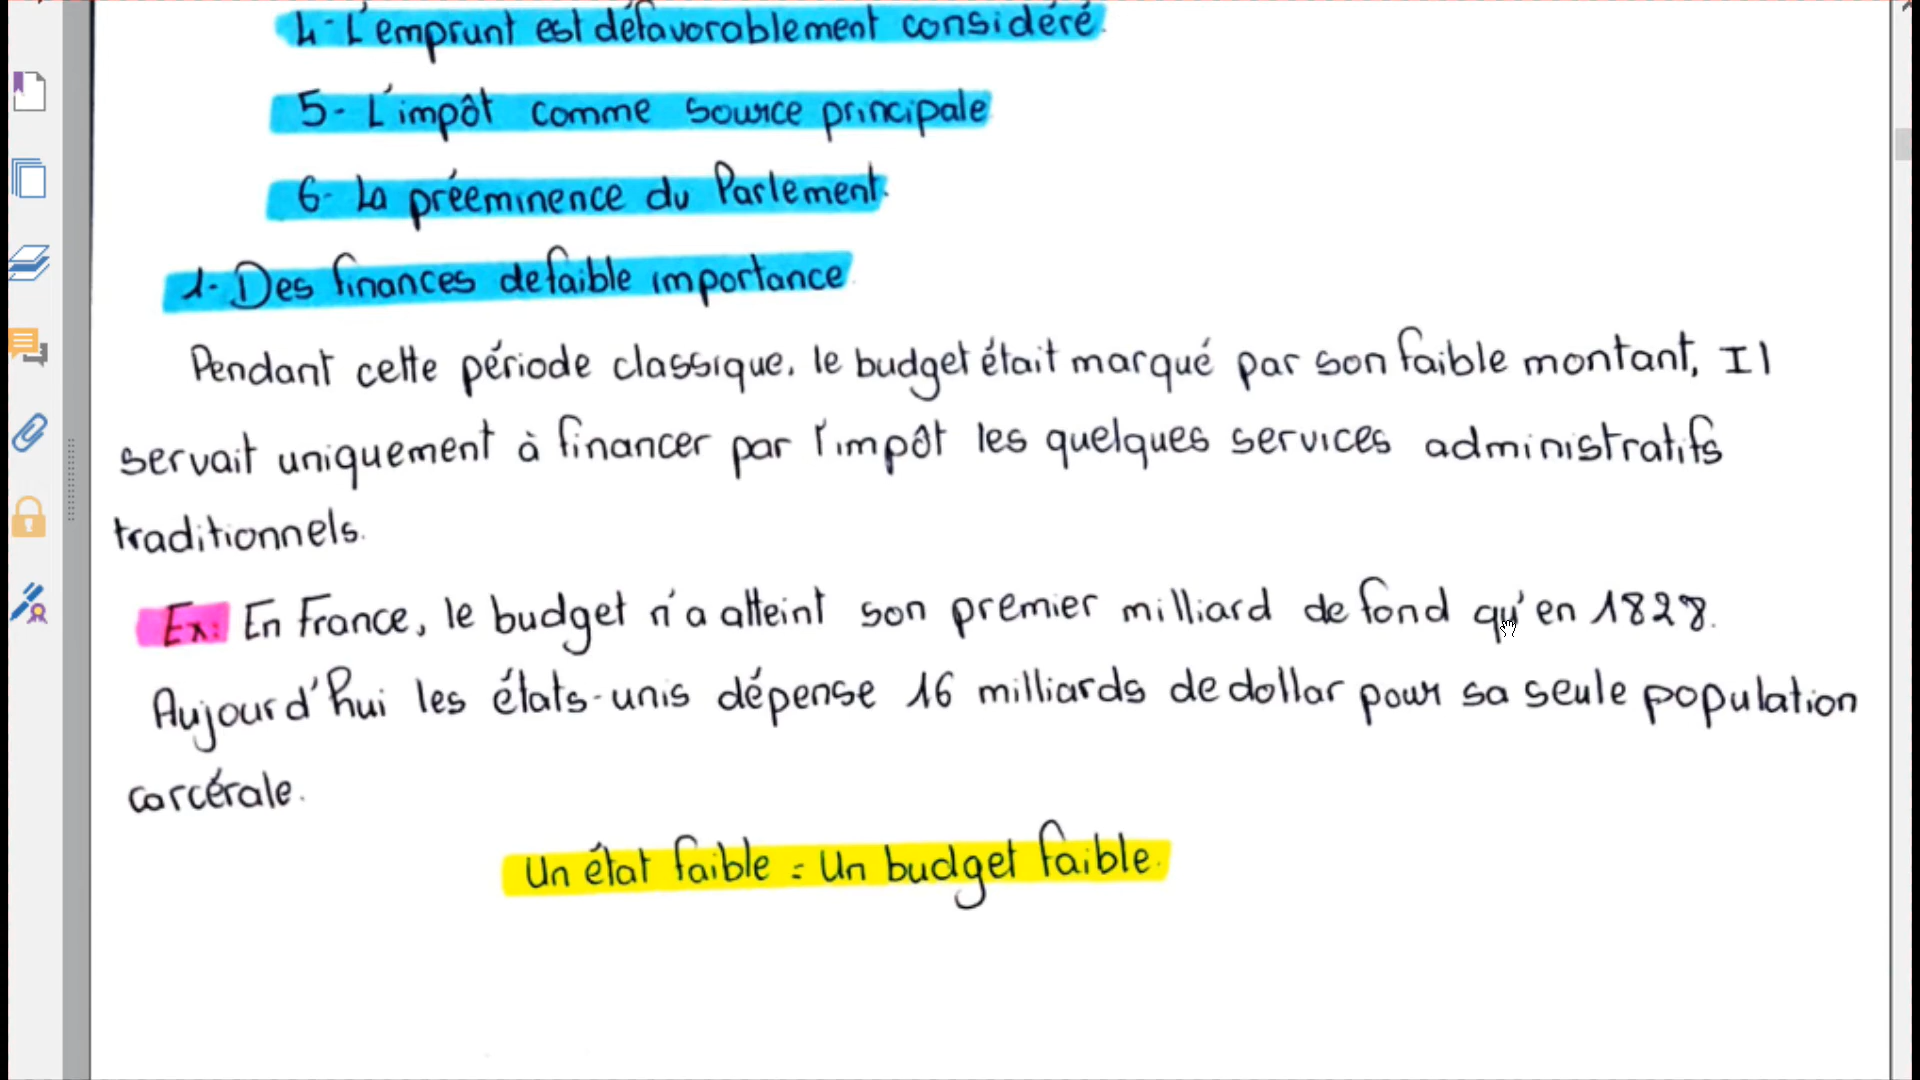 4- L'emprunt est défavorablement considéré.
5- L'impôt comme source principale
6- La prééminence du Parlement.
1- Des finances de faible importance.
Pendant cette période classique, le budget était marqué par son faible montant, Il
servait uniquement à financer par l'impôt les quelques services administratifs
traditionnels.
Ex: En France, le budget n'a atteint son premier milliard de fond qu'en 1828.
Aujourd'hui les états-unis dépense 16 milliards de dollar pour sa seule population
carcérale.
Un état faible = Un budget faible.